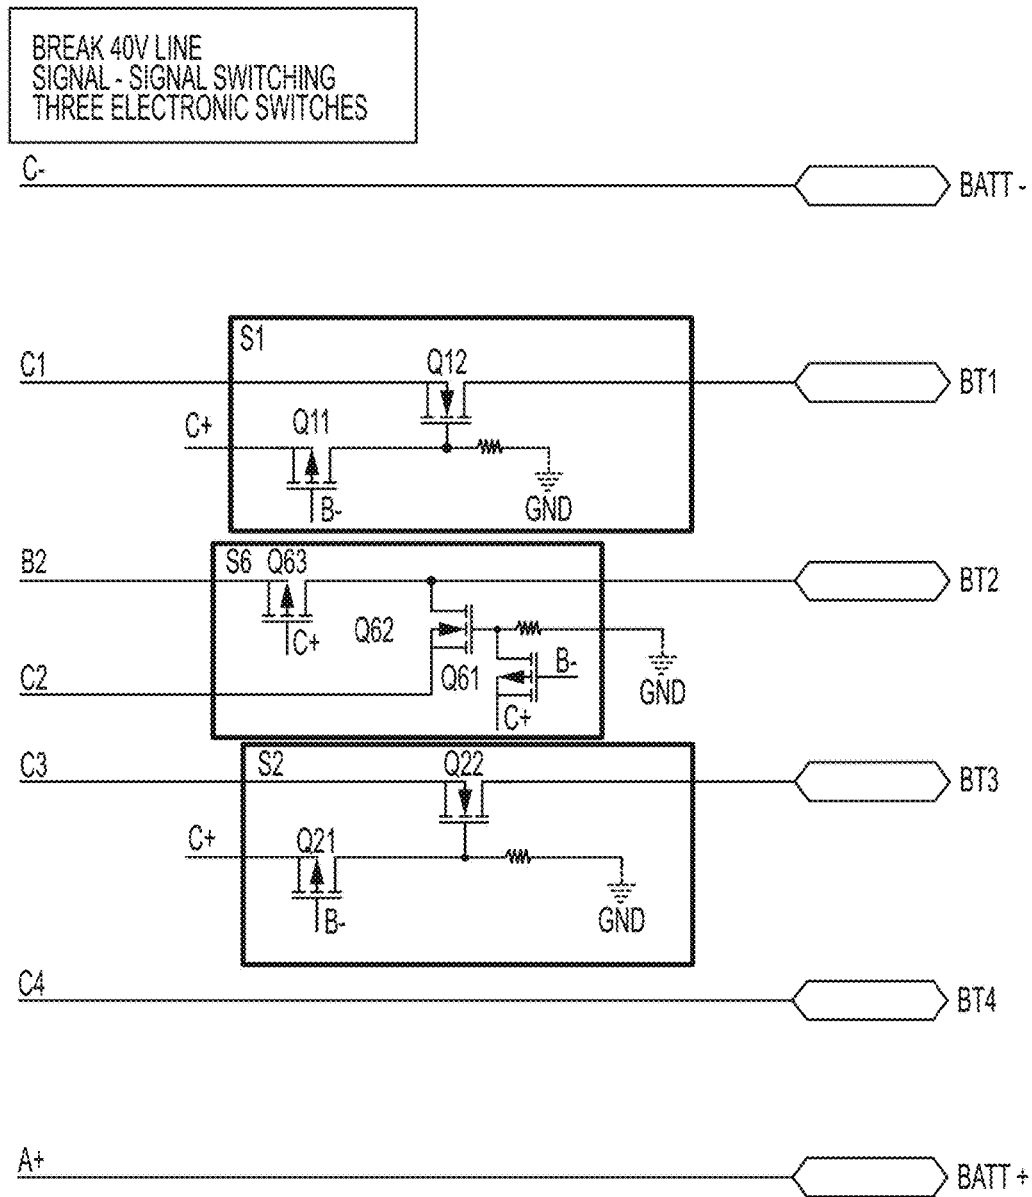 BREAK 40V LINE
SIGNAL - SIGNAL SWITCHING
THREE ELECTRONIC SWITCHES
C-
BATT -
S1
C1
Q12
BT1
C+
Q11
B-
GND
B2
S6
Q63
BT2
C+
Q62
Q61
B-
GND
C2
C+
C3
S2
Q22
BT3
C+
Q21
B-
GND
C4
BT4
A+
BATT +